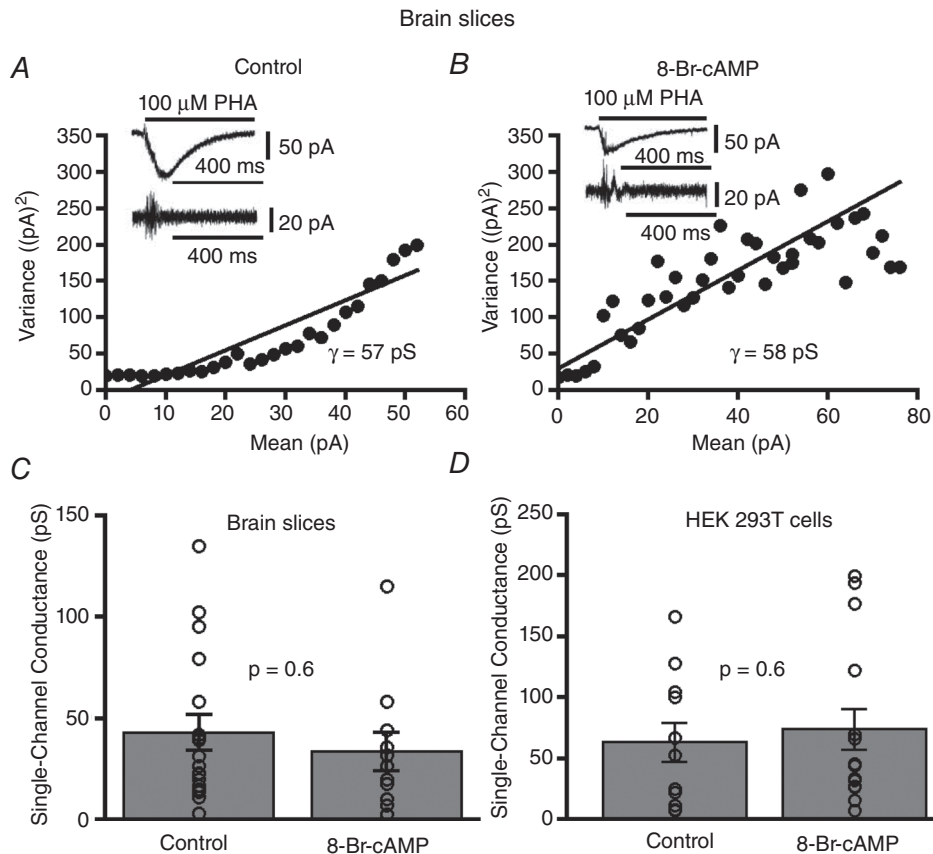 Brain slices
A
Control
100 μM PHA
50 pA
400 ms
20 pA
400 ms
Variance ((pA)²)
350
300
250
200
150
100
50
0
γ = 57 pS
0 10 20 30 40 50 60
Mean (pA)
B
8-Br-cAMP
100 μM PHA
50 pA
400 ms
20 pA
400 ms
Variance ((pA)²)
350
300
250
200
150
100
50
0
γ = 58 pS
0 20 40 60 80
Mean (pA)
C
Single-Channel Conductance (pS)
150
100
50
0
Brain slices
p = 0.6
Control 8-Br-cAMP
D
Single-Channel Conductance (pS)
250
200
150
100
50
0
HEK 293T cells
p = 0.6
Control 8-Br-cAMP